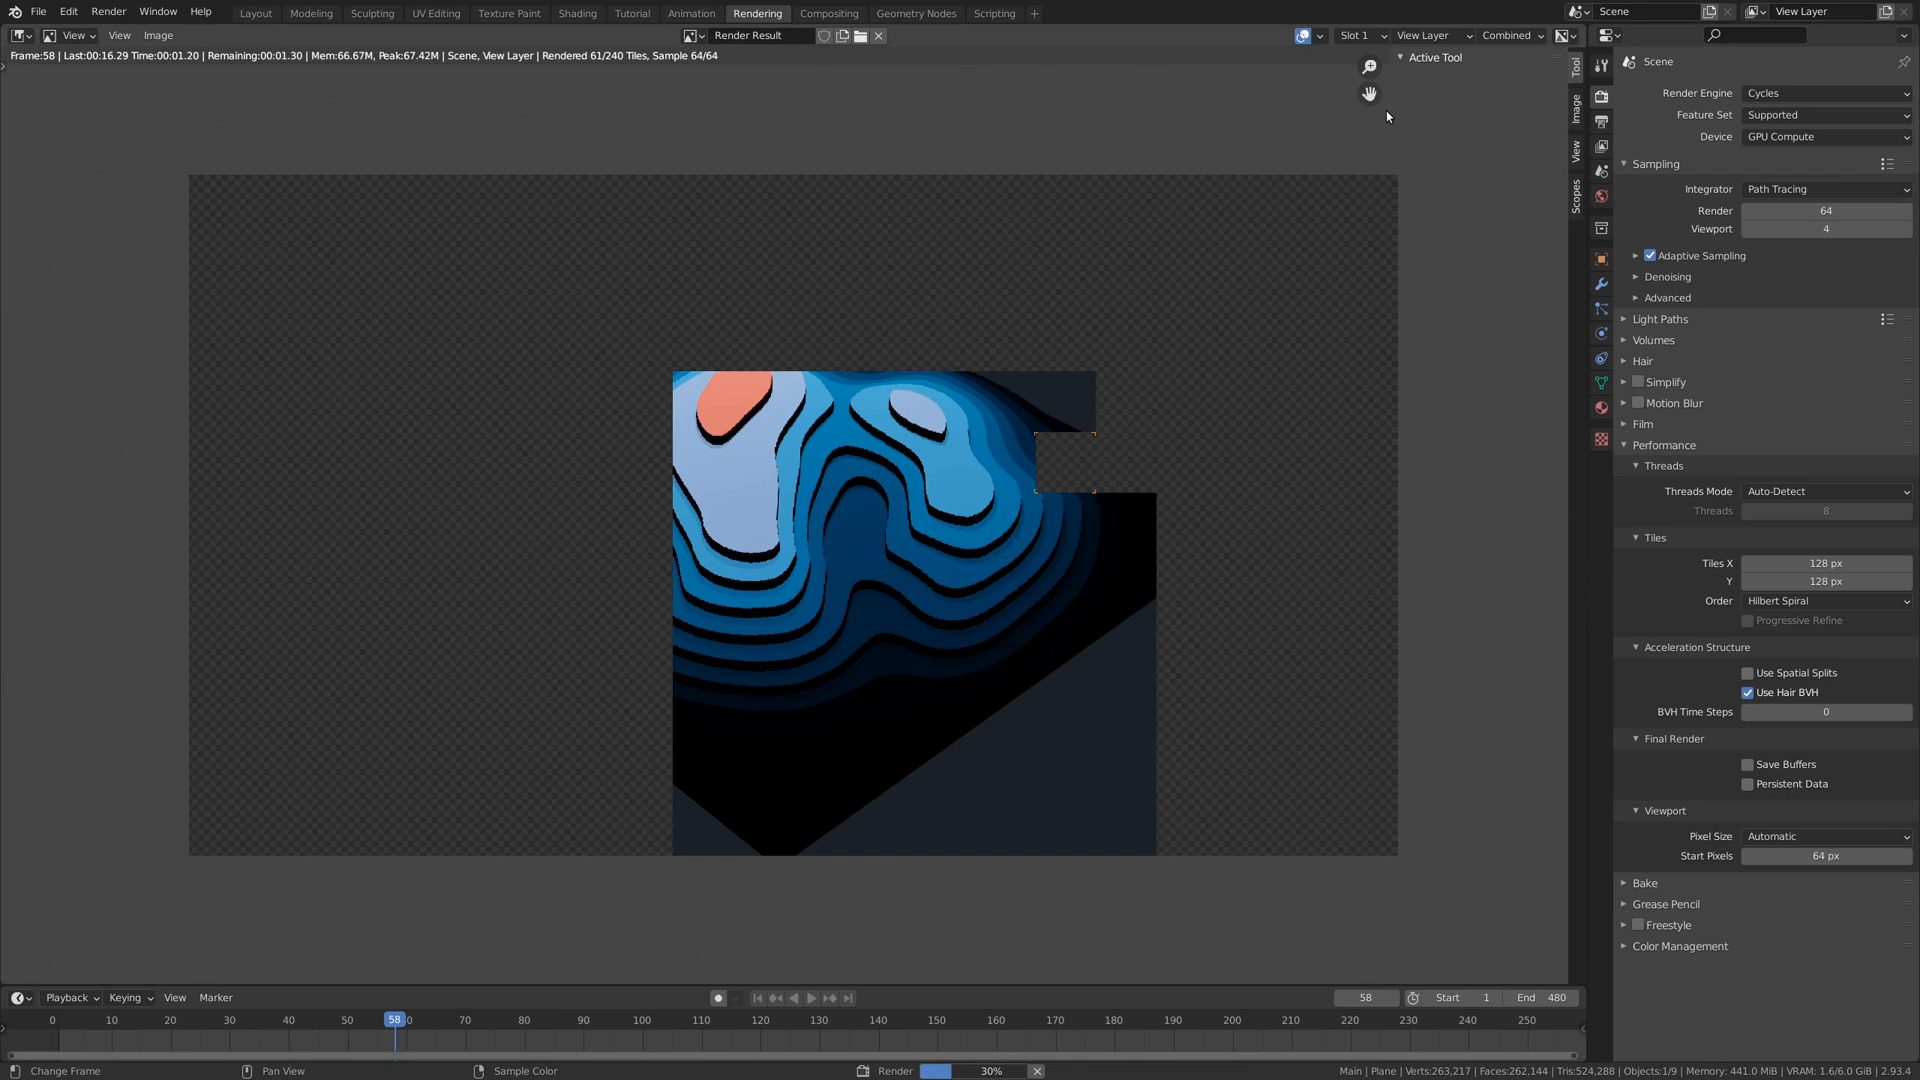 File Edit Render Window Help Layout Modeling Sculpting UV Editing Texture Paint Shading Tutorial Animation Rendering Compositing Geometry Nodes Scripting + Scene View Layer
View View Image Render Result Slot 1 View Layer Combined
Frame:58 | Last:00:16.29 Time:00:01.20 | Remaining:00:01.30 | Mem:66.67M, Peak:67.42M | Scene, View Layer | Rendered 61/240 Tiles, Sample 64/64
Active Tool
Tool
Image
View
Scopes
Scene
Render Engine Cycles
Feature Set Supported
Device GPU Compute
Sampling
Integrator Path Tracing
Render 64
Viewport 4
Adaptive Sampling
Denoising
Advanced
Light Paths
Volumes
Hair
Simplify
Motion Blur
Film
Performance
Threads
Threads Mode Auto-Detect
Threads 8
Tiles
Tiles X 128 px
Y 128 px
Order Hilbert Spiral
Progressive Refine
Acceleration Structure
Use Spatial Splits
Use Hair BVH
BVH Time Steps 0
Final Render
Save Buffers
Persistent Data
Viewport
Pixel Size Automatic
Start Pixels 64 px
Bake
Grease Pencil
Freestyle
Color Management
Playback Keying View Marker 58 Start 1 End 480
0 10 20 30 40 50 58 0 70 80 90 100 110 120 130 140 150 160 170 180 190 200 210 220 230 240 250
Change Frame Pan View Sample Color Render 30% Main | Plane | Verts:263,217 | Faces:262,144 | Tris:524,288 | Objects:1/9 | Memory: 441.0 MiB | VRAM: 1.6/6.0 GiB | 2.93.4